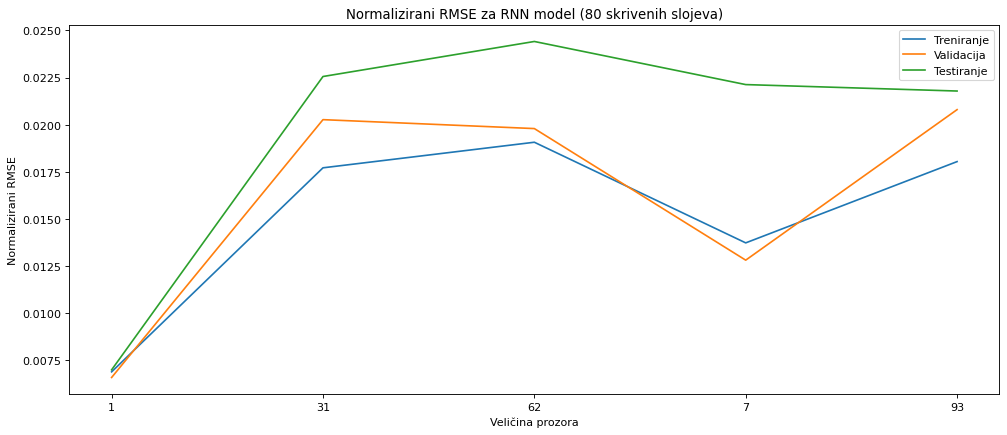 Normalizirani RMSE za RNN model (80 skrivenih slojeva)
Treniranje
Validacija
Testiranje
Normalizirani RMSE
0.0250
0.0225
0.0200
0.0175
0.0150
0.0125
0.0100
0.0075
1
31
62
7
93
Veličina prozora